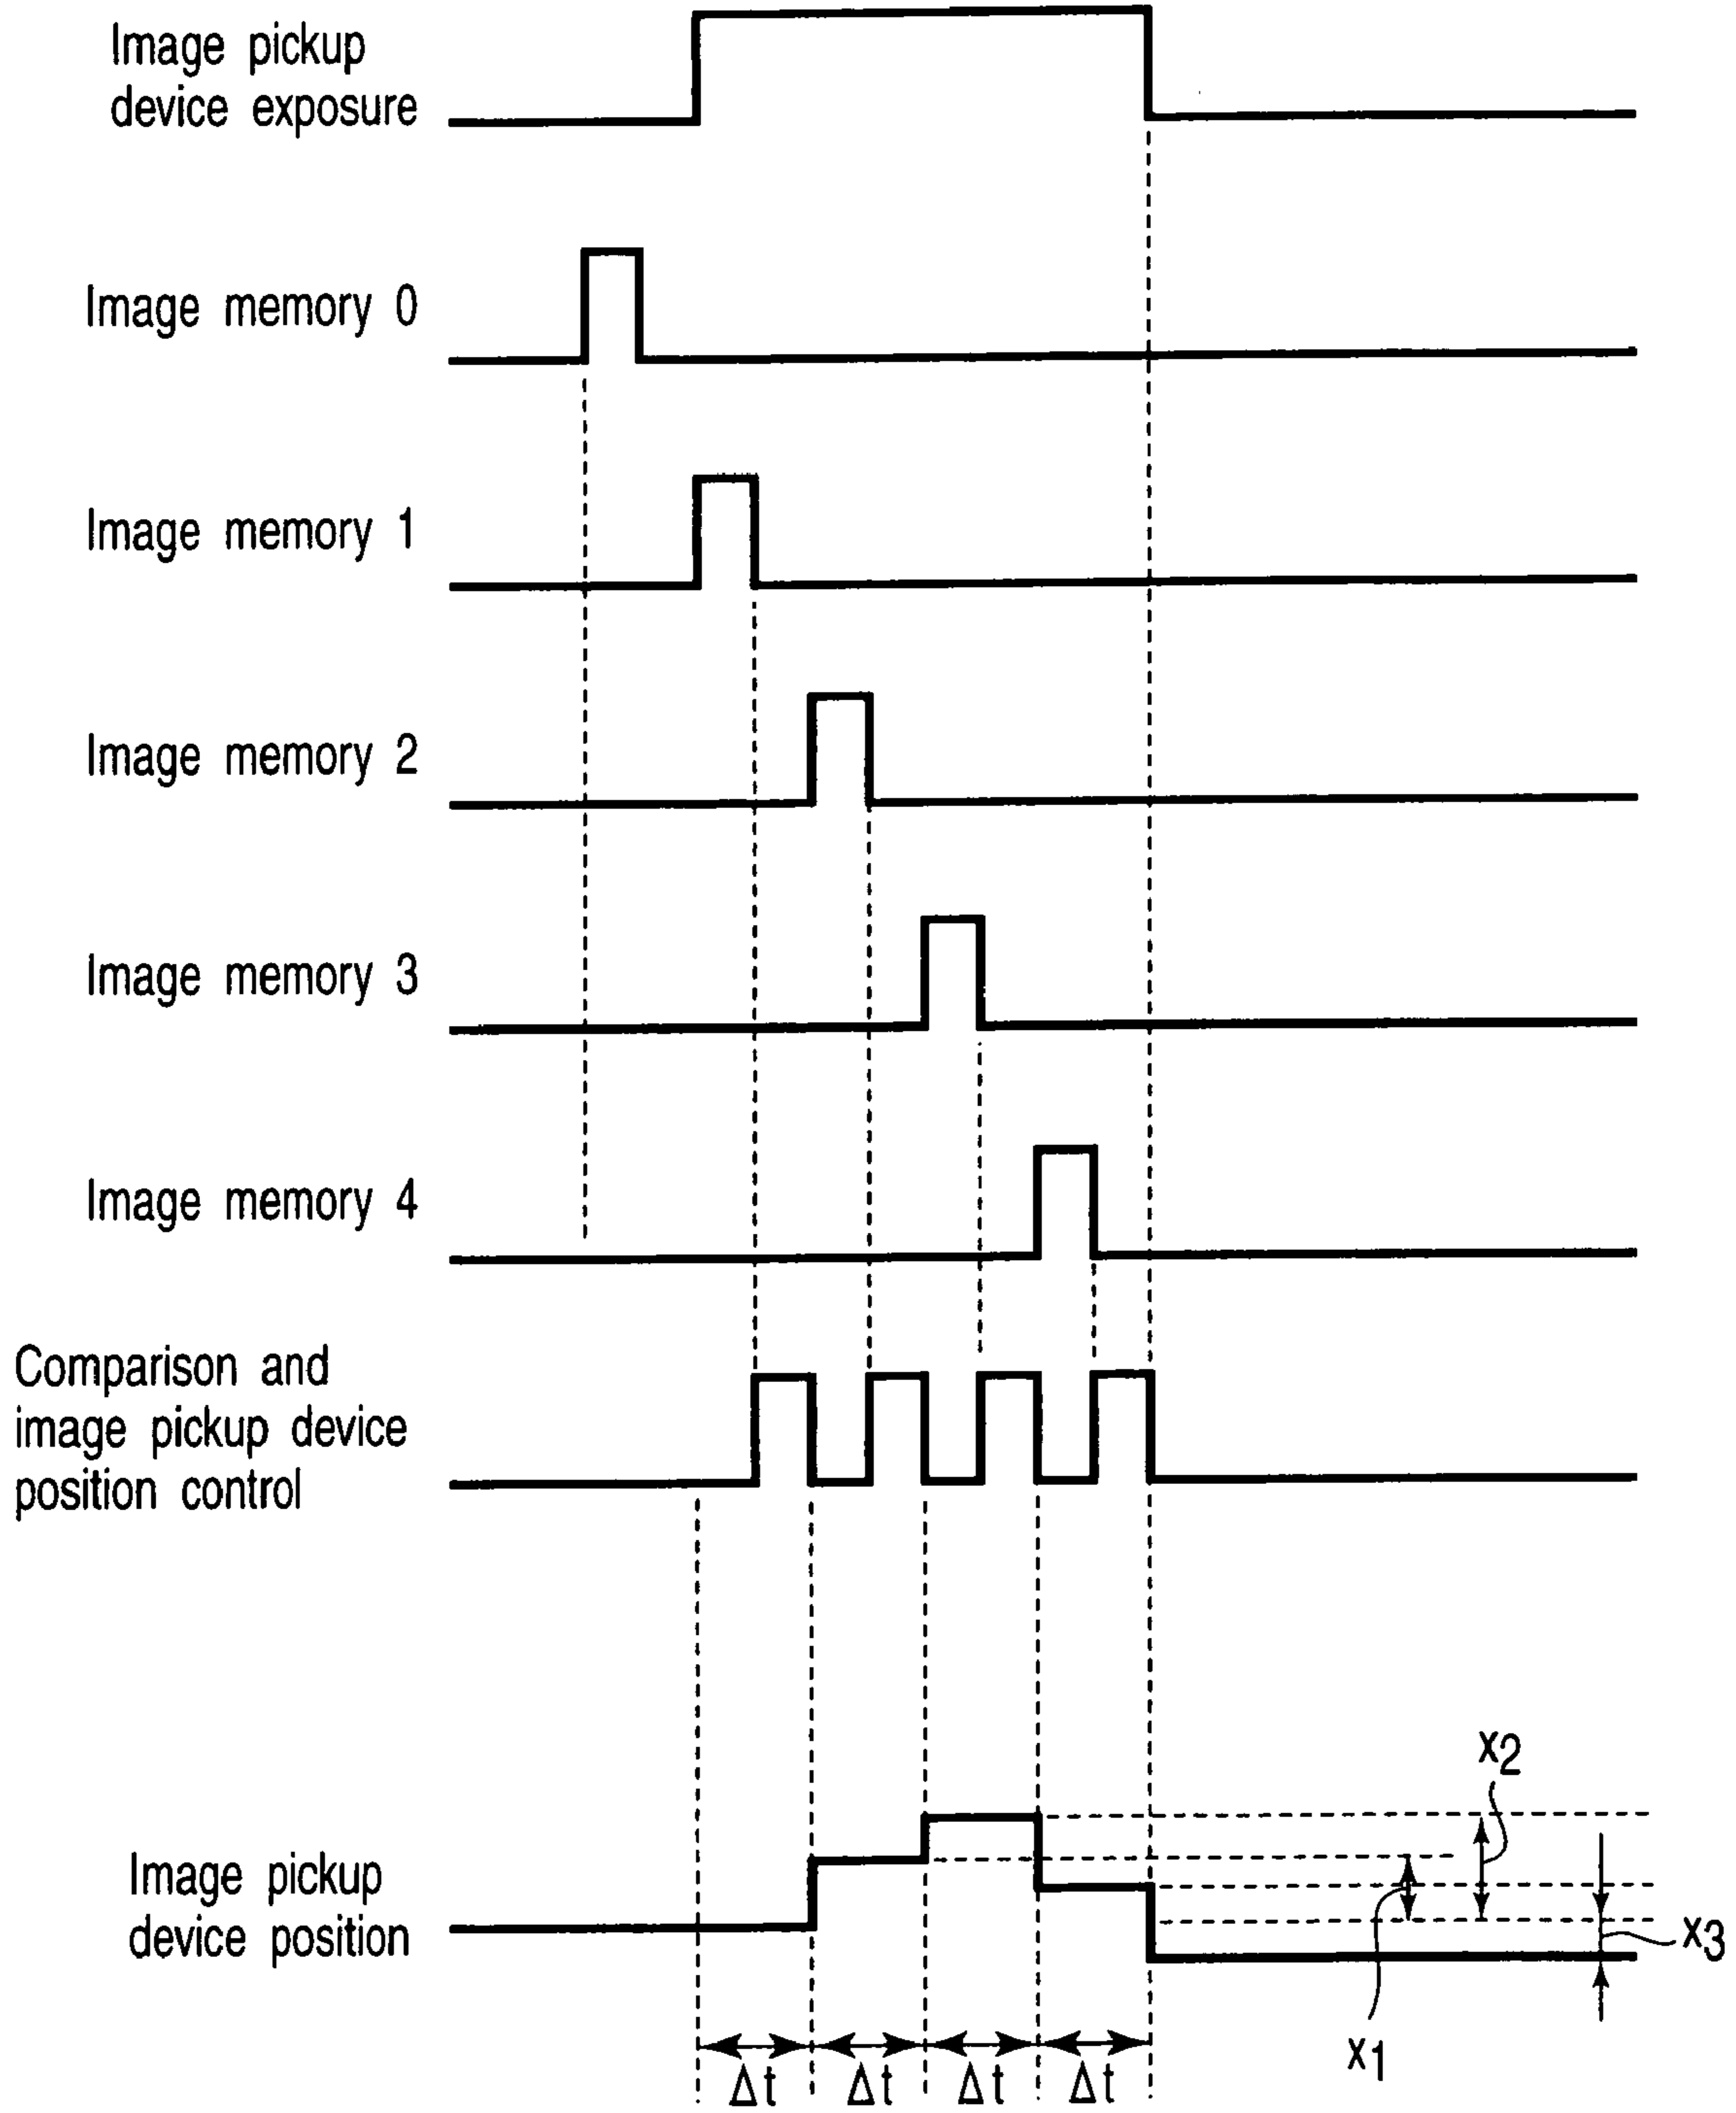 Image pickup
device exposure
Image memory 0
Image memory 1
Image memory 2
Image memory 3
Image memory 4
Comparison and
image pickup device
position control
x2
Image pickup
device position
x3
x1
Δt Δt Δt Δt